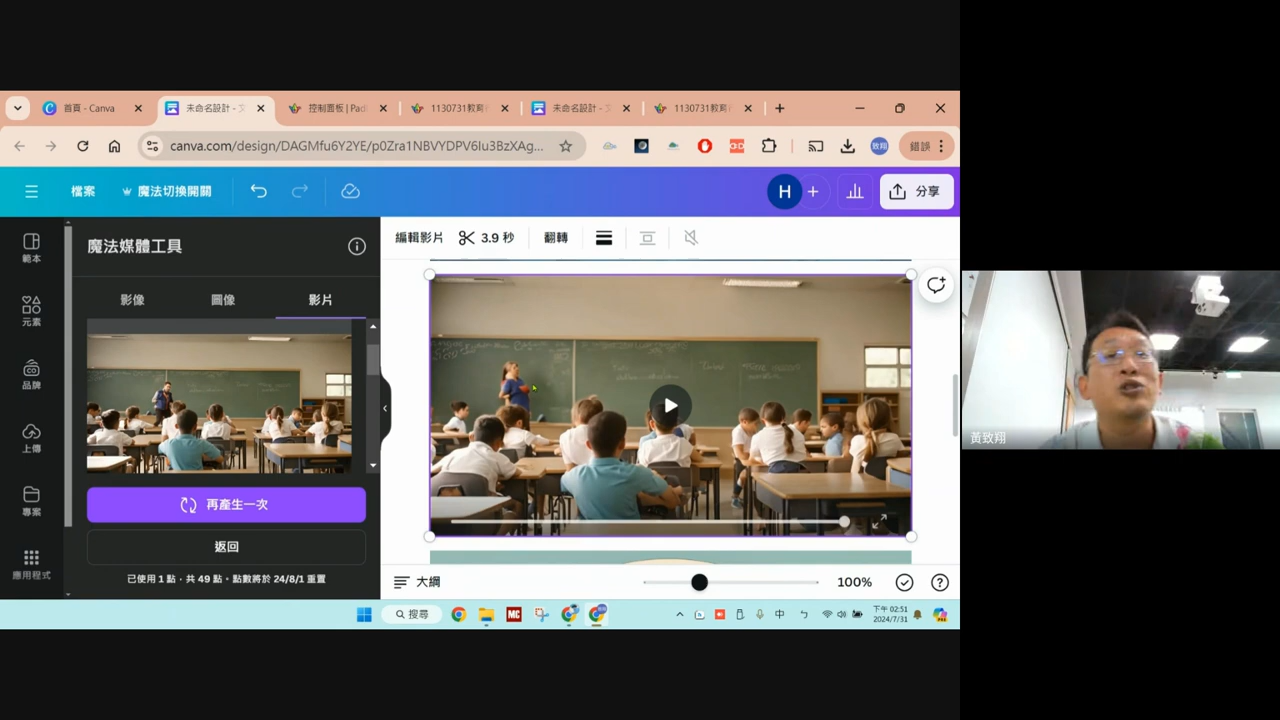 首頁 - Canva
未命名設計 - 文
控制面板 | Pad
1130731教育
未命名設計 - 文
1130731教育
canva.com/design/DAGMfu6Y2YE/p0Zra1NBVYDPV6Iu3BzXAg...
致翔
錯誤
檔案
魔法切換開關
H
分享
範本
元素
品牌
上傳
專案
應用程式
魔法媒體工具
影像
圖像
影片
再產生一次
返回
已使用 1 點，共 49 點。點數將於 24/8/1 重置
編輯影片
3.9 秒
翻轉
大綱
100%
黃致翔
搜尋
MC
中
下午 02:51
2024/7/31